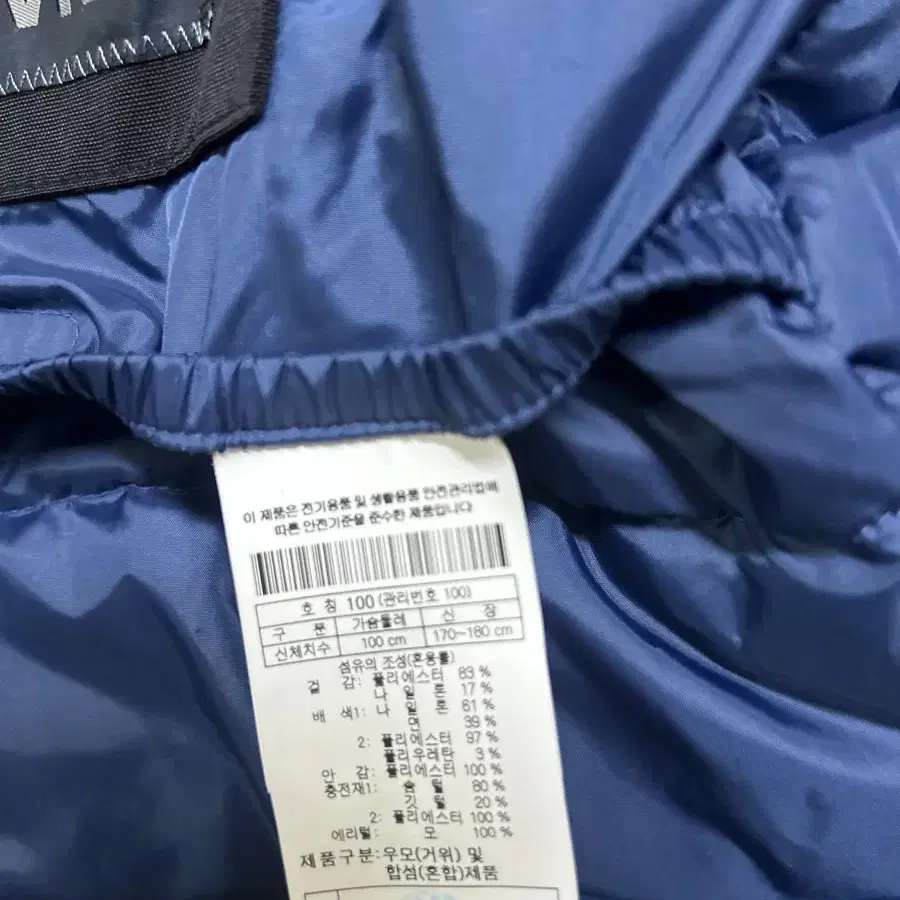 이 제품은 전기용품 및 생활용품 안전관리법에
따른 안전기준을 준수한 제품입니다
호 칭 100 (관리번호 100)
구 분 가슴둘레 신 장
신체치수 100 cm 170~180 cm
섬유의 조성(혼용률)
겉 감: 폴리에스터 83 %
나 일 론 17 %
배 색1: 나 일 론 61 %
면 39 %
2: 폴리에스터 97 %
폴리우레탄 3 %
안 감: 폴리에스터 100 %
충전재1: 솜 털 80 %
깃 털 20 %
2: 폴리에스터 100 %
에리털: 모 100 %
제품구분: 우모(거위) 및
합섬(혼합)제품